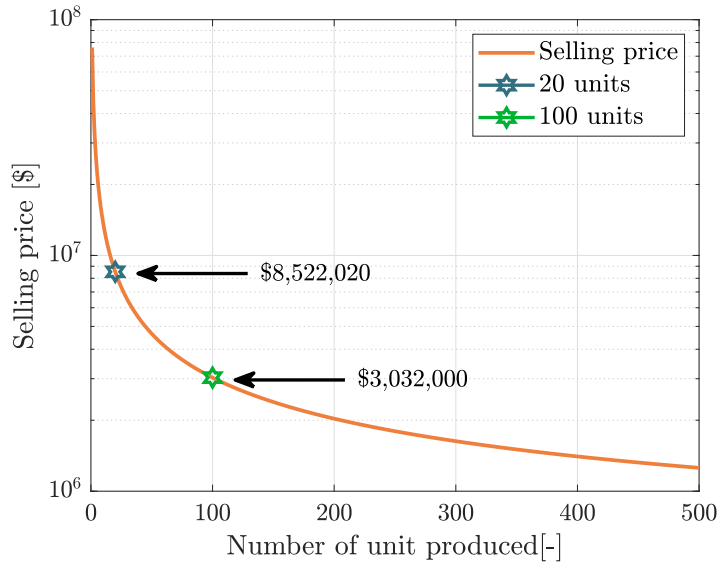 10^8
Selling price
20 units
100 units
Selling price [$]
10^7
$8,522,020
$3,032,000
10^6
0 100 200 300 400 500
Number of unit produced[-]